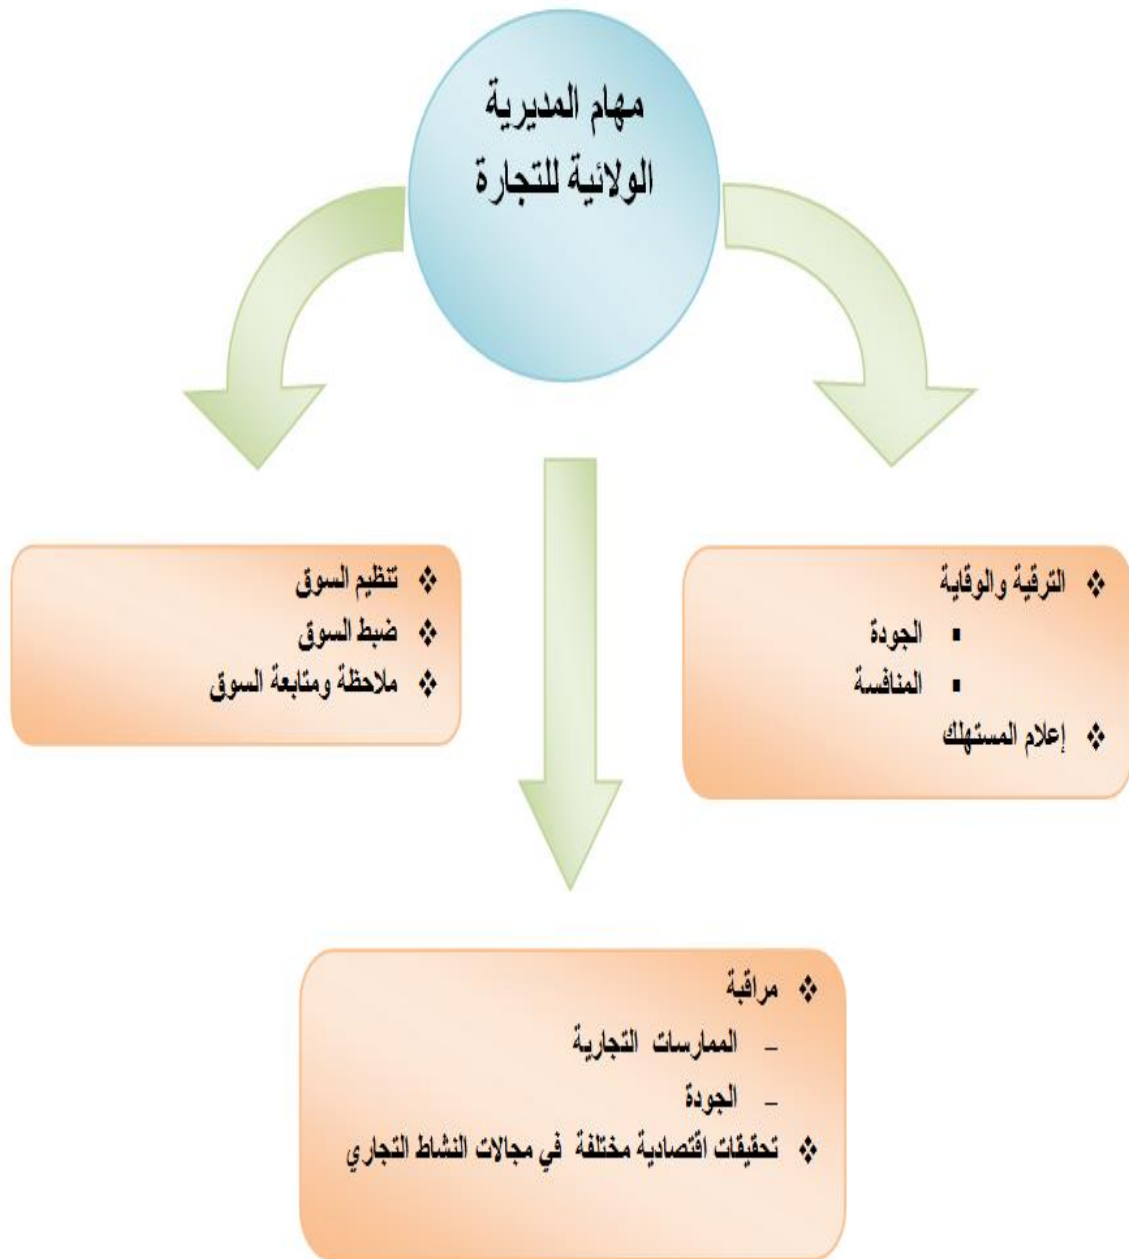 مهام المديرية
الولائية للتجارة
❖ الترقية والوقاية
▪ الجودة
▪ المنافسة
❖ إعلام المستهلك
❖ تنظيم السوق
❖ ضبط السوق
❖ ملاحظة ومتابعة السوق
❖ مراقبة
– الممارسات التجارية
– الجودة
❖ تحقيقات اقتصادية مختلفة في مجالات النشاط التجاري